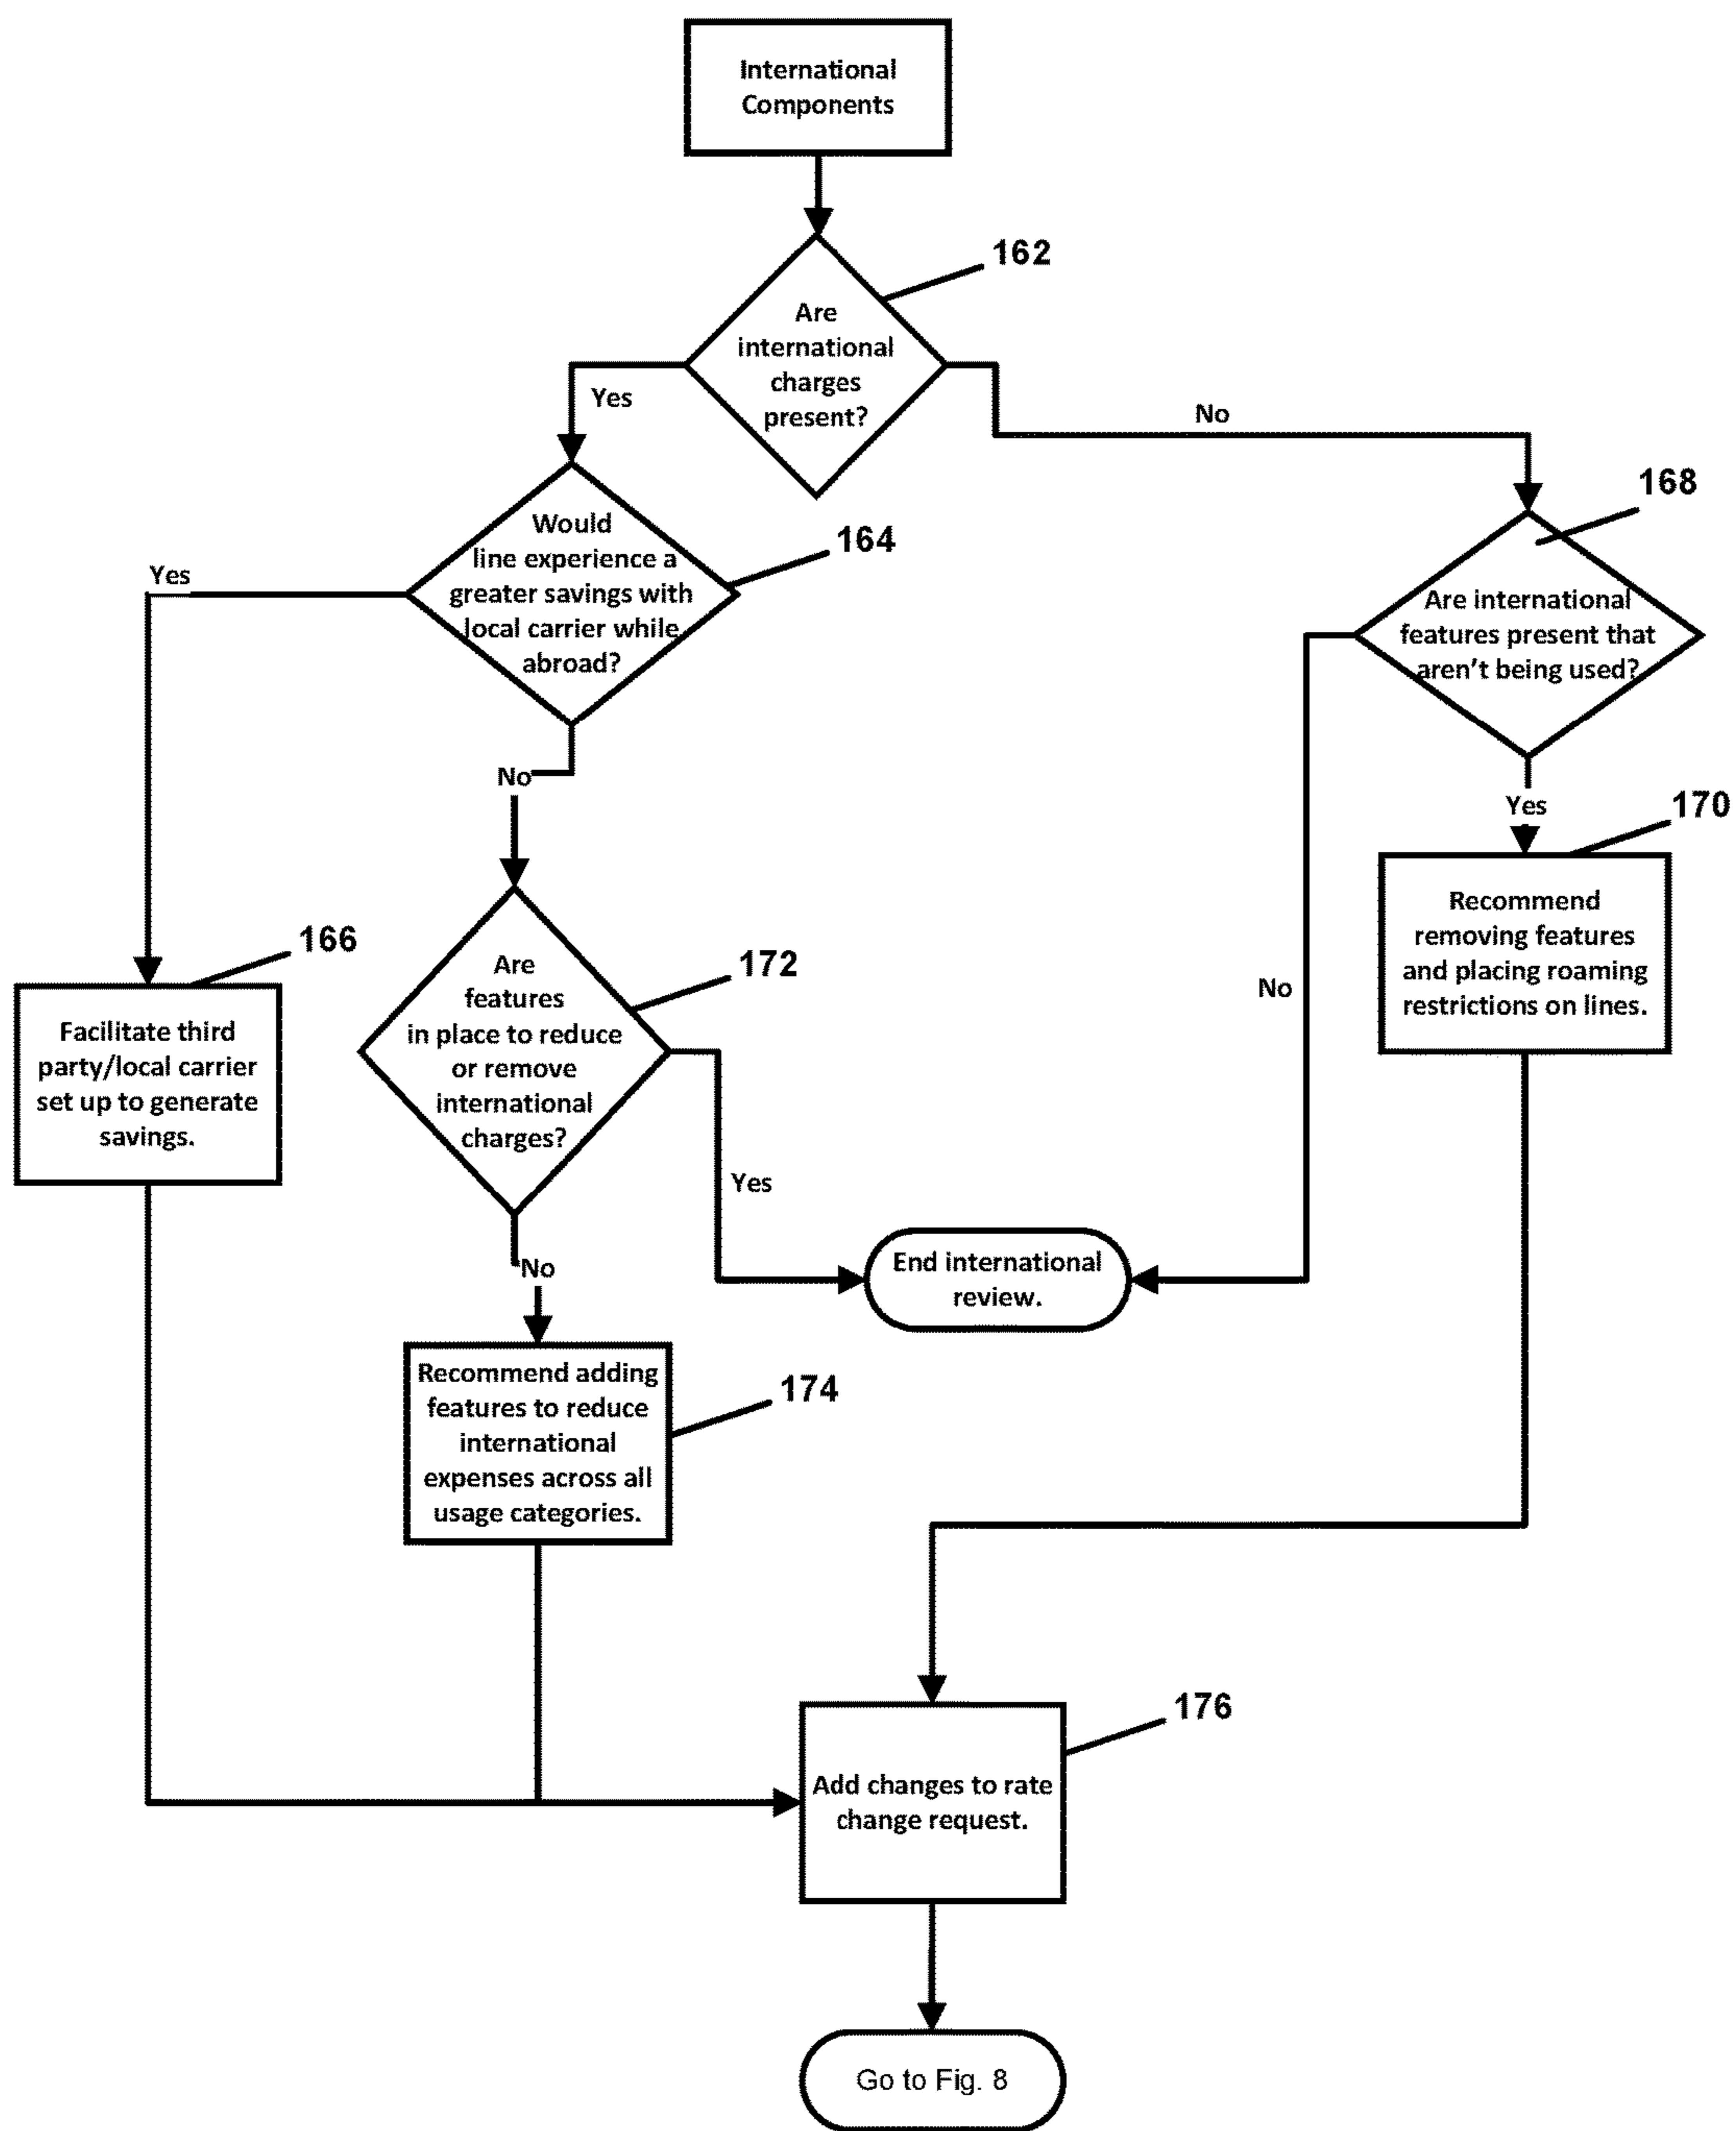 International
Components
162
Are
international
charges
present?
Yes
No
168
Would
line experience a
greater savings with
local carrier while
abroad?
164
Yes
Are international
features present that
aren't being used?
No
Yes
170
Recommend
removing features
and placing roaming
restrictions on lines.
166
Facilitate third
party/local carrier
set up to generate
savings.
172
Are
features
in place to reduce
or remove
international
charges?
No
Yes
End international
review.
No
174
Recommend adding
features to reduce
international
expenses across all
usage categories.
176
Add changes to rate
change request.
Go to Fig. 8